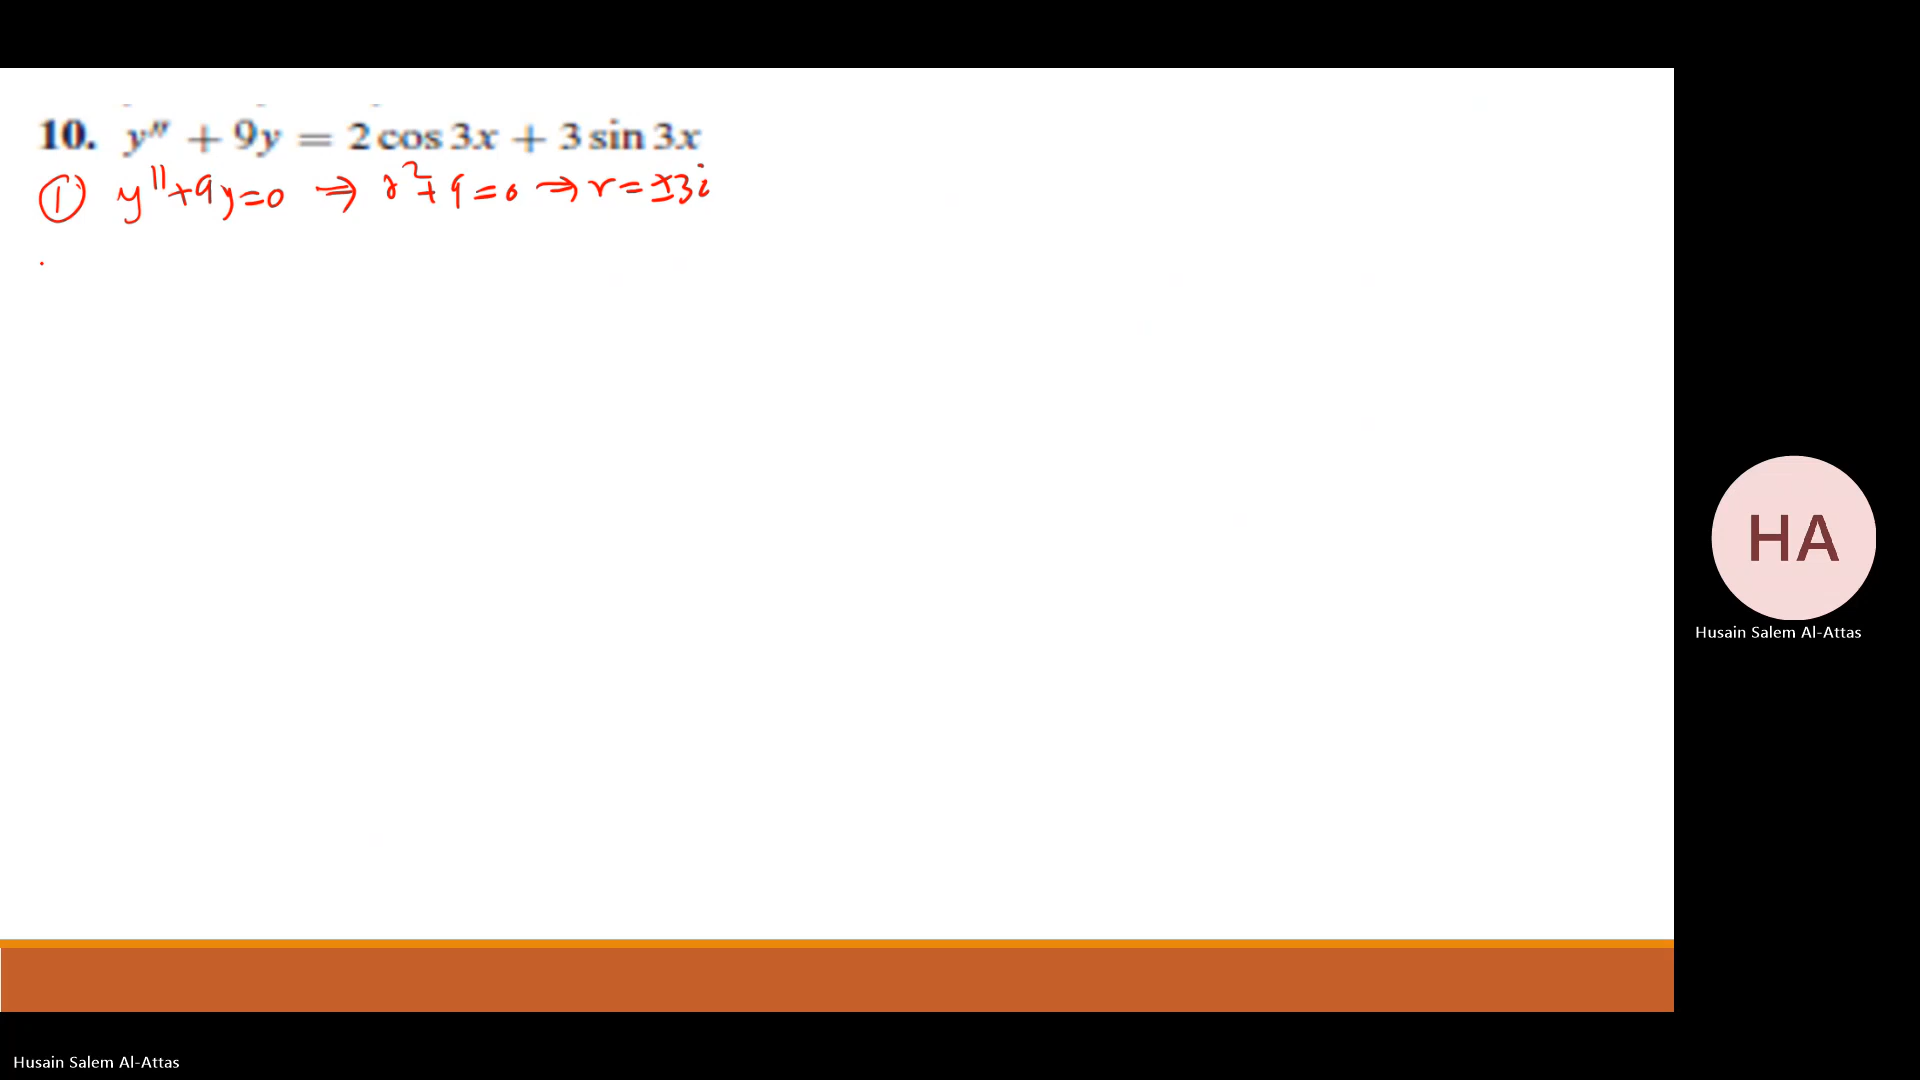 10. y″ + 9y = 2 cos 3x + 3 sin 3x
① y″+9y=0 ⇒ r²+9=0 ⇒ r=±3i
HA
Husain Salem Al-Attas
Husain Salem Al-Attas